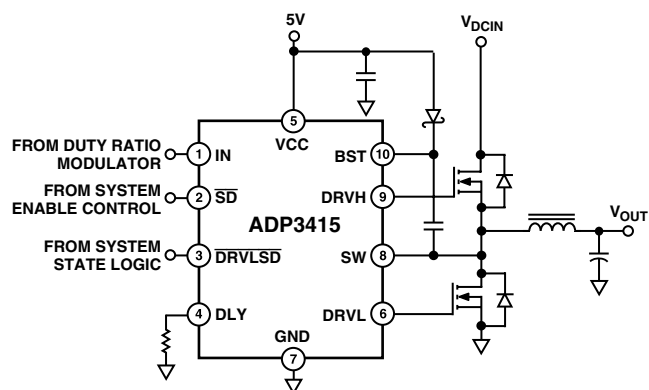 5V
VDCIN
5
VCC
FROM DUTY RATIO
MODULATOR
1
IN
BST
10
FROM SYSTEM
ENABLE CONTROL
2
SD
DRVH
9
ADP3415
VOUT
FROM SYSTEM
STATE LOGIC
3
DRVLSD
SW
8
4
DLY
DRVL
6
GND
7